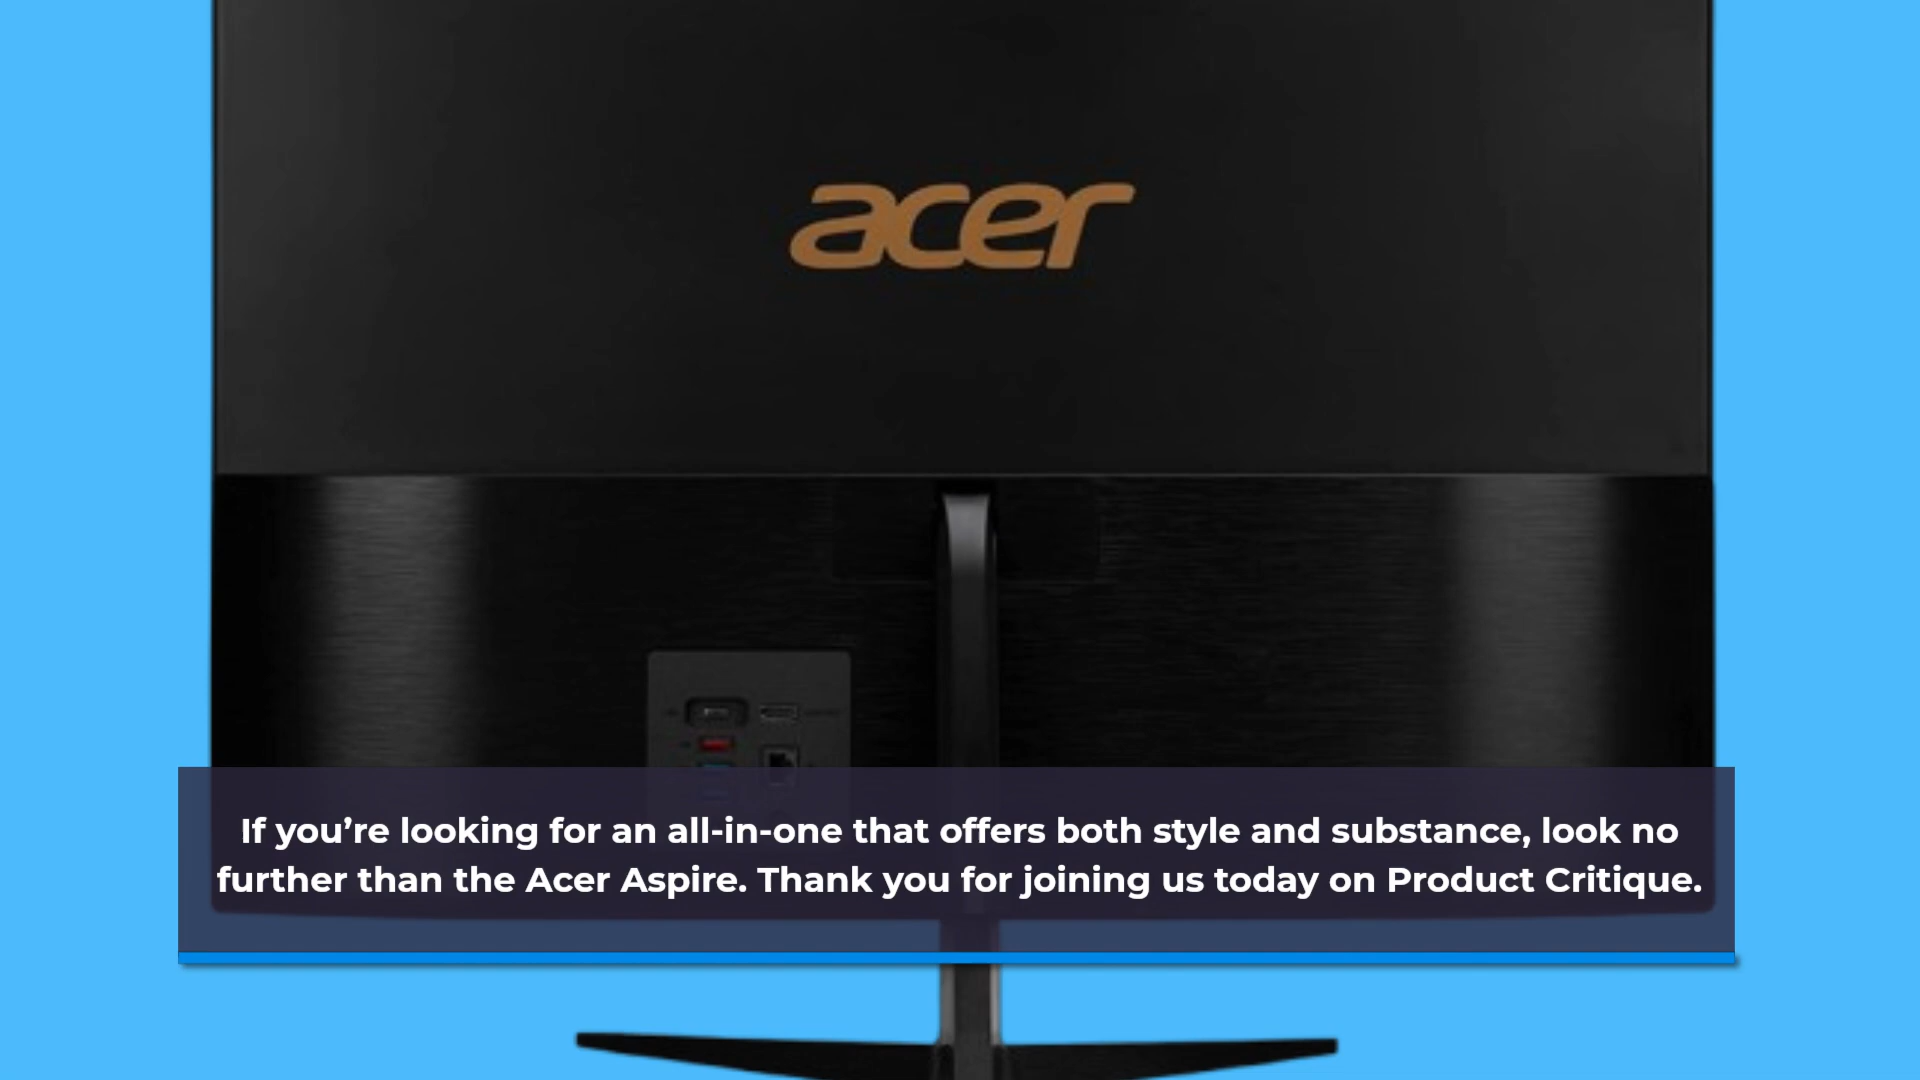 acer
If you’re looking for an all-in-one that offers both style and substance, look no
further than the Acer Aspire. Thank you for joining us today on Product Critique.